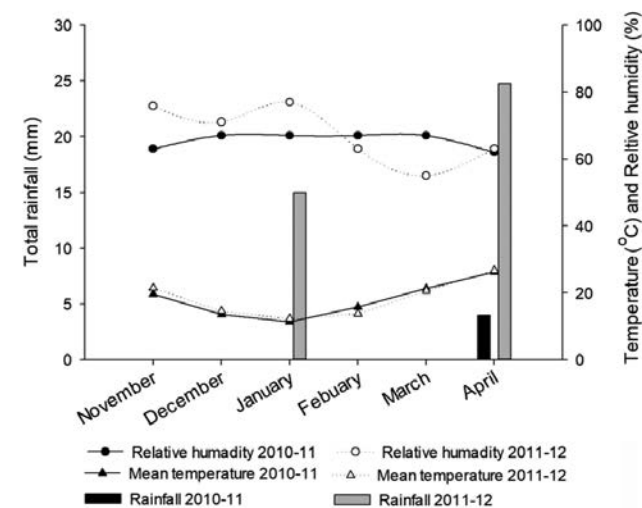 Total rainfall (mm)
30
25
20
15
10
5
0
100
80
60
40
20
0
Temperature (°C) and Reltive humidity (%)
November
December
January
Febuary
March
April
Relative humadity 2010-11
Relative humadity 2011-12
Mean temperature 2010-11
Mean temperature 2011-12
Rainfall 2010-11
Rainfall 2011-12